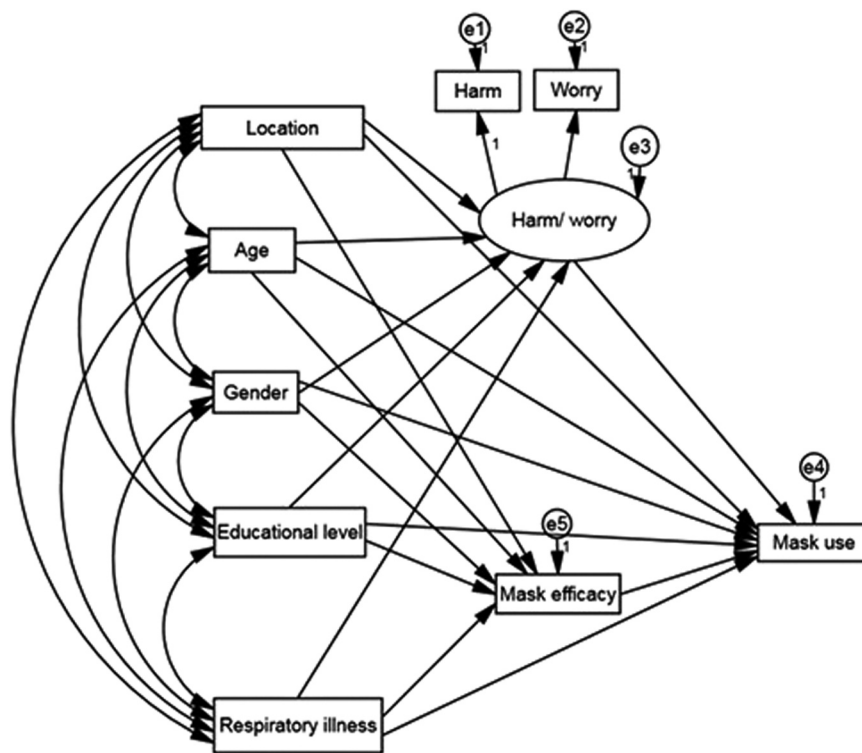 e1
1
e2
1
Harm
Worry
Location
1
e3
1
Harm/ worry
Age
Gender
e4
1
e5
1
Educational level
Mask use
Mask efficacy
Respiratory illness